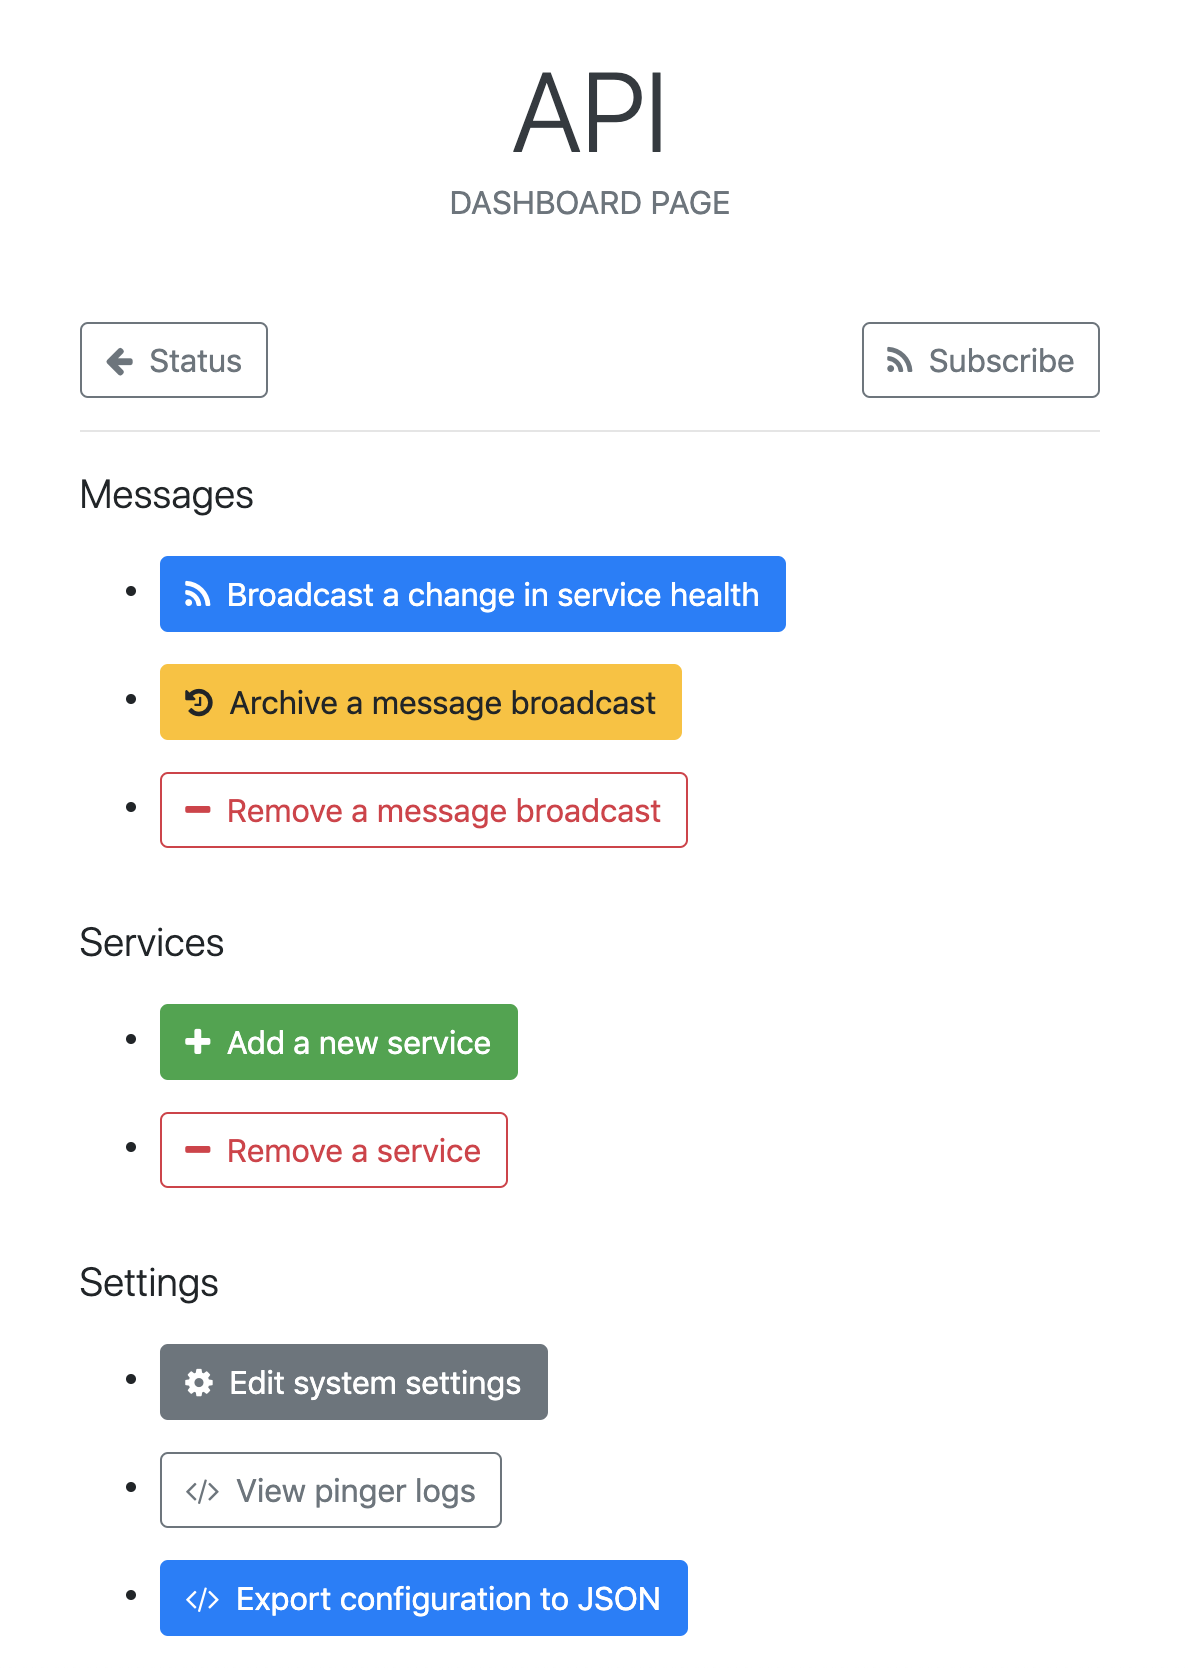 API
DASHBOARD PAGE
Status
Subscribe
Messages
Broadcast a change in service health
Archive a message broadcast
Remove a message broadcast
Services
Add a new service
Remove a service
Settings
Edit system settings
</> View pinger logs
</> Export configuration to JSON